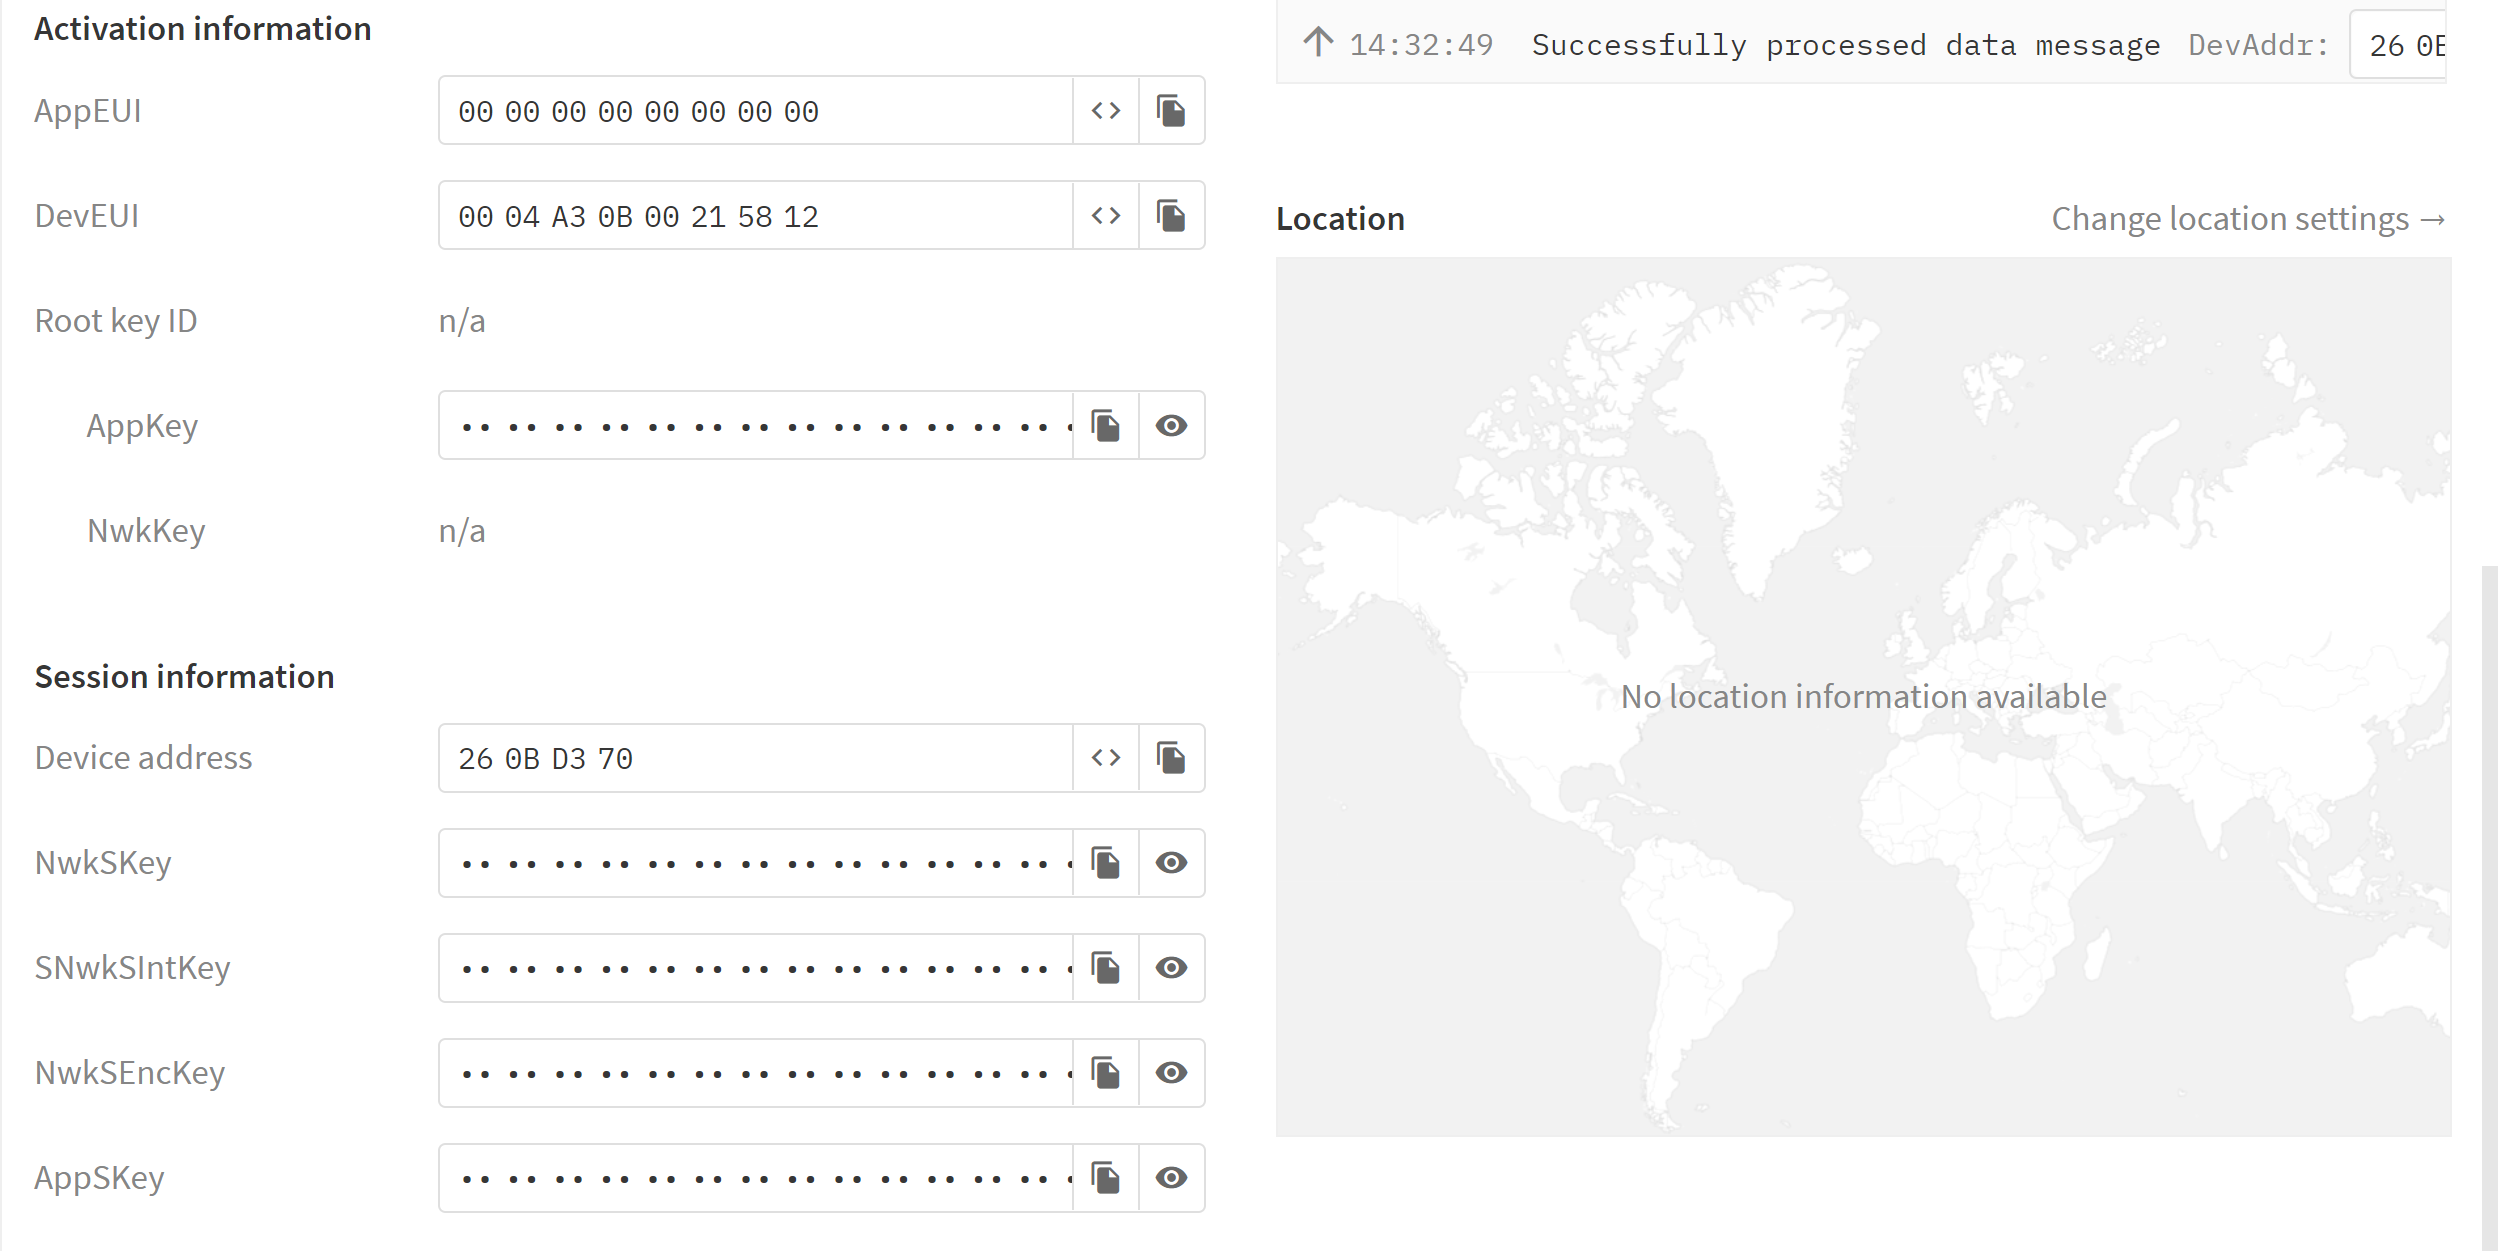 Activation information
AppEUI 00 00 00 00 00 00 00 00
DevEUI 00 04 A3 0B 00 21 58 12
Root key ID n/a
AppKey •• •• •• •• •• •• •• •• •• •• •• •• •• •
NwkKey n/a
Session information
Device address 26 0B D3 70
NwkSKey •• •• •• •• •• •• •• •• •• •• •• •• •• •
SNwkSIntKey •• •• •• •• •• •• •• •• •• •• •• •• •• •
NwkSEncKey •• •• •• •• •• •• •• •• •• •• •• •• •• •
AppSKey •• •• •• •• •• •• •• •• •• •• •• •• •• •
↑ 14:32:49 Successfully processed data message DevAddr: 26 0B
Location
Change location settings →
No location information available